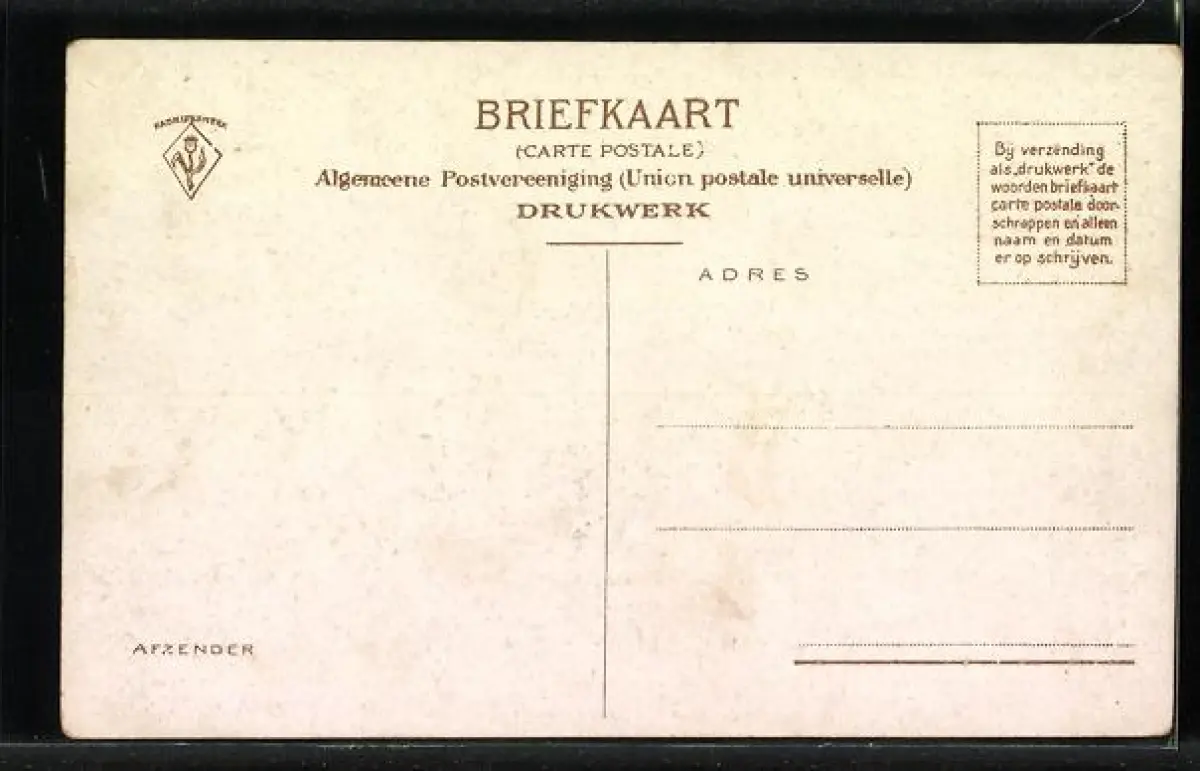 FABRIEKSMERK
BRIEFKAART
(CARTE POSTALE)
Algemeene Postvereeniging (Union postale universelle)
DRUKWERK
Bij verzending
als „drukwerk” de
woorden briefkaart
carte postale door-
schrappen en alleen
naam en datum
er op schrijven.
ADRES
AFZENDER